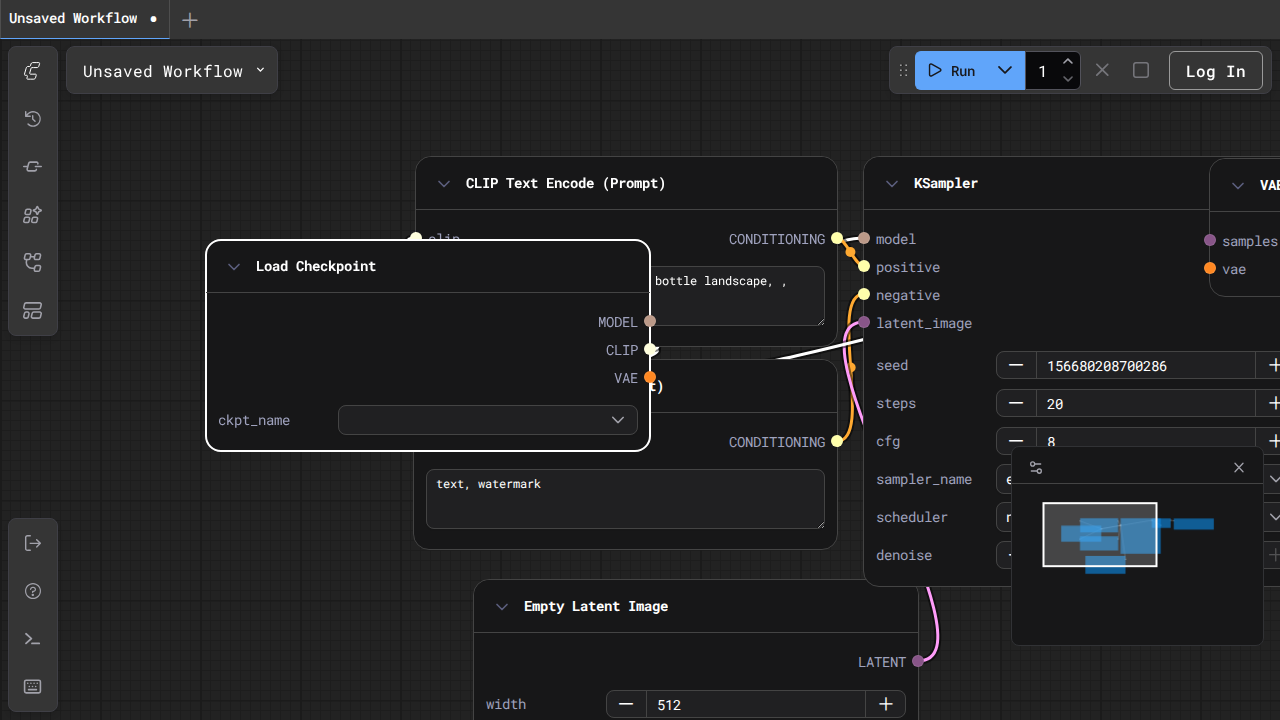 Unsaved Workflow
Unsaved Workflow
Run
1
Log In
CLIP Text Encode (Prompt)
clip
CONDITIONING
bottle landscape, ,
Load Checkpoint
MODEL
CLIP
VAE
ckpt_name
t)
CONDITIONING
text, watermark
KSampler
model
positive
negative
latent_image
seed
156680208700286
steps
20
cfg
8
sampler_name
e
scheduler
denoise
VAE
samples
vae
Empty Latent Image
LATENT
width
512